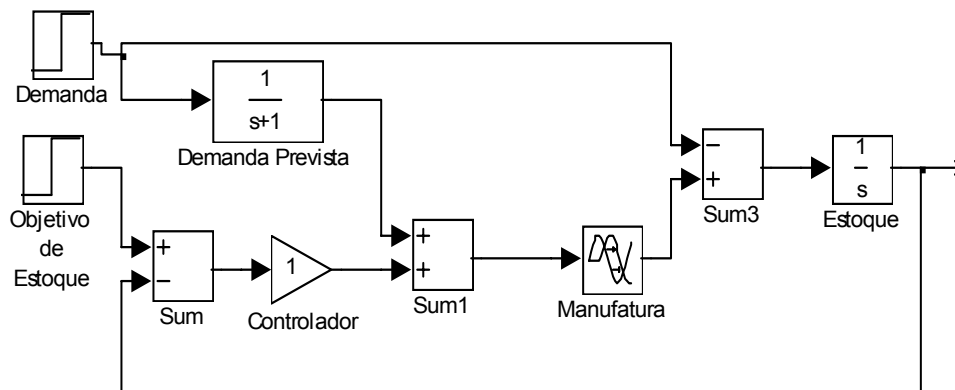 Demanda
1
s+1
Demanda Prevista
Objetivo
de
Estoque
+
−
Sum
1
Controlador
+
+
Sum1
Manufatura
−
+
Sum3
1
s
Estoque